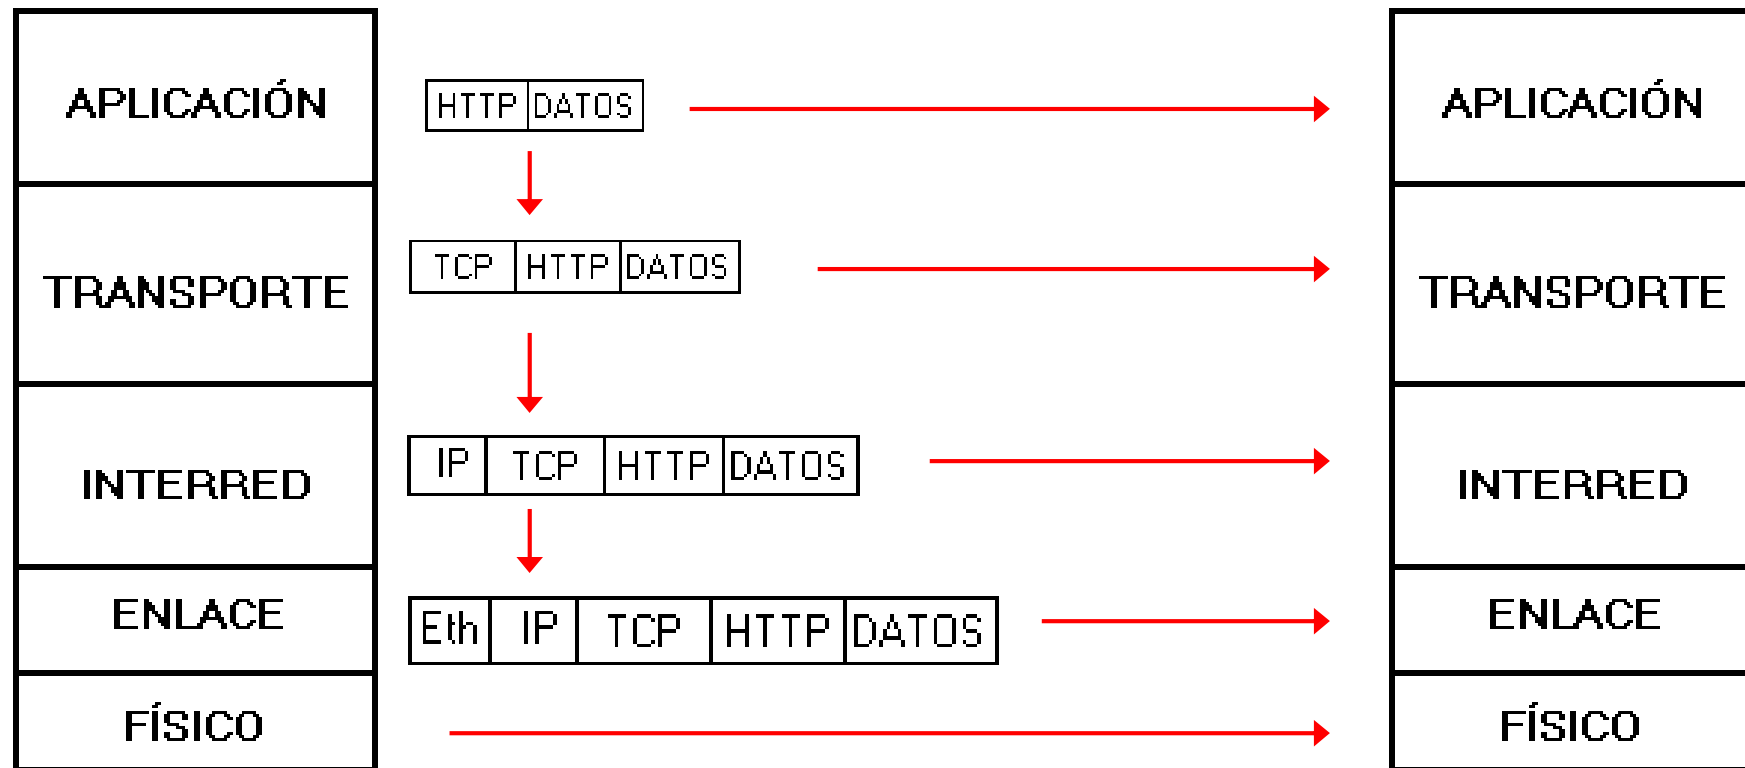 APLICACIÓN
HTTP DATOS
APLICACIÓN
TRANSPORTE
TCP HTTP DATOS
TRANSPORTE
INTERRED
IP TCP HTTP DATOS
INTERRED
ENLACE
Eth IP TCP HTTP DATOS
ENLACE
FÍSICO
FÍSICO